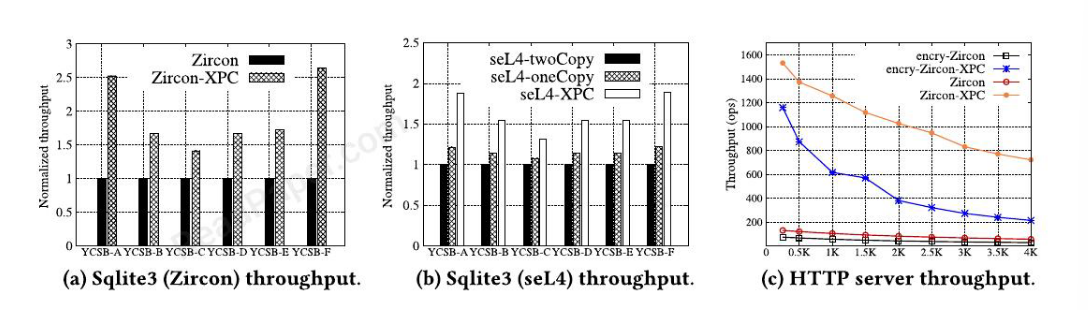 3
2.5
2
1.5
1
0.5
0
Normalized throughput
Zircon
Zircon-XPC
YCSB-A YCSB-B YCSB-C YCSB-D YCSB-E YCSB-F
(a) Sqlite3 (Zircon) throughput.
2.5
2
1.5
1
0.5
0
Normalized throughput
seL4-twoCopy
seL4-oneCopy
seL4-XPC
YCSB-A YCSB-B YCSB-C YCSB-D YCSB-E YCSB-F
(b) Sqlite3 (seL4) throughput.
1600
1400
1200
1000
800
600
400
200
Throughput (ops)
encry-Zircon
encry-Zircon-XPC
Zircon
Zircon-XPC
0 0.5K 1K 1.5K 2K 2.5K 3K 3.5K 4K
(c) HTTP server throughput.